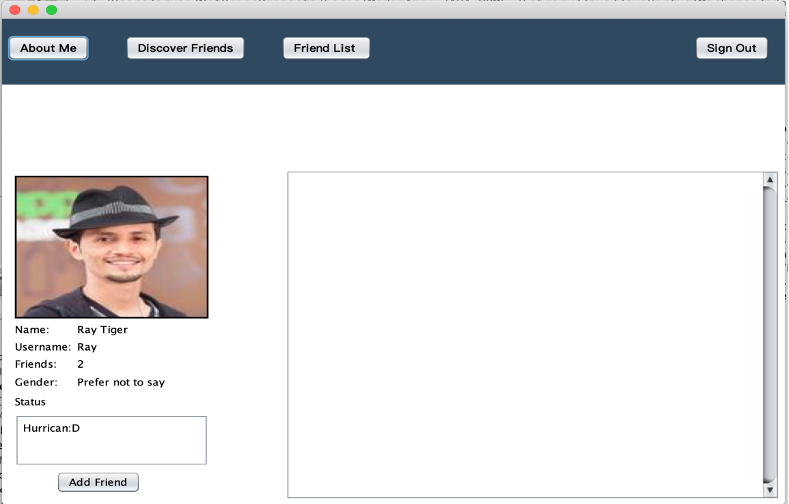 About Me Discover Friends Friend List Sign Out
Name: Ray Tiger
Username: Ray
Friends: 2
Gender: Prefer not to say
Status
Hurrican:D
Add Friend